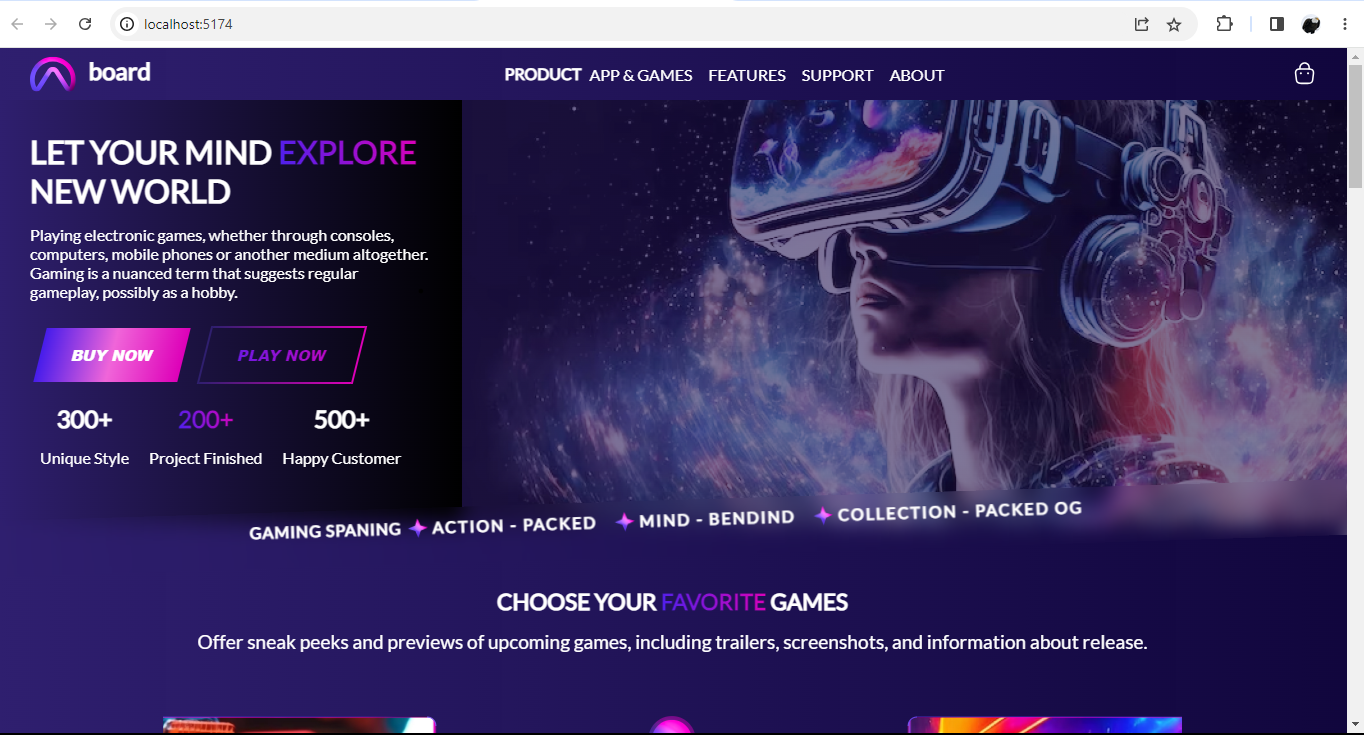 localhost:5174
board
PRODUCT APP & GAMES FEATURES SUPPORT ABOUT
LET YOUR MIND EXPLORE
NEW WORLD
Playing electronic games, whether through consoles,
computers, mobile phones or another medium altogether.
Gaming is a nuanced term that suggests regular
gameplay, possibly as a hobby.
BUY NOW PLAY NOW
300+ 200+ 500+
Unique Style Project Finished Happy Customer
GAMING SPANING ACTION - PACKED MIND - BENDIND COLLECTION - PACKED OG
CHOOSE YOUR FAVORITE GAMES
Offer sneak peeks and previews of upcoming games, including trailers, screenshots, and information about release.